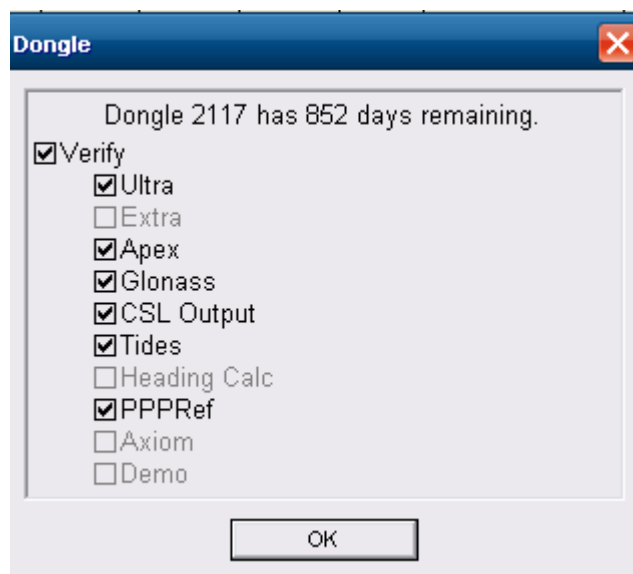 Dongle
Dongle 2117 has 852 days remaining.
Verify
Ultra
Extra
Apex
Glonass
CSL Output
Tides
Heading Calc
PPPRef
Axiom
Demo
OK